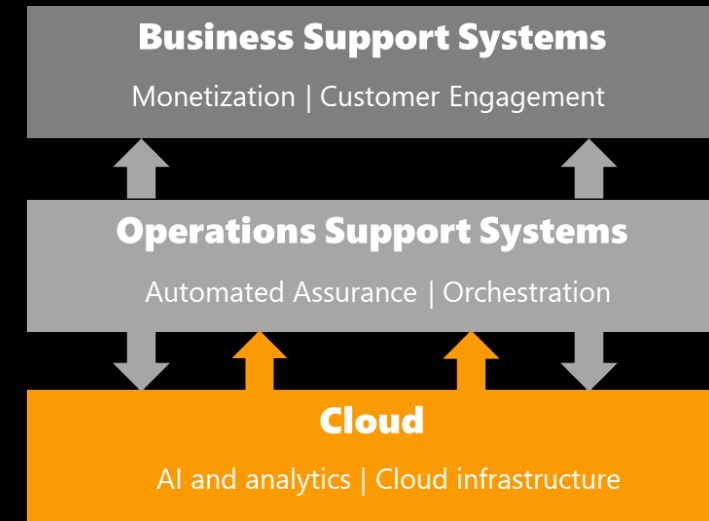 Business Support Systems
Monetization | Customer Engagement
Operations Support Systems
Automated Assurance | Orchestration
Cloud
AI and analytics | Cloud infrastructure